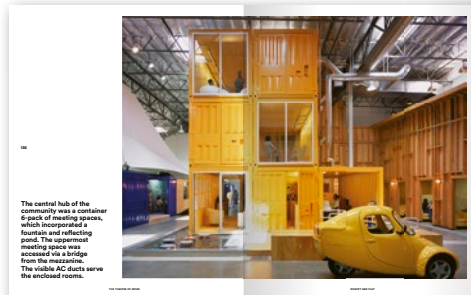 The central hub of the
community was a container
6-pack of meeting spaces,
which incorporated a
fountain and reflecting
pond. The uppermost
meeting space was
accessed via a bridge
from the mezzanine.
The visible AC ducts serve
the enclosed rooms.